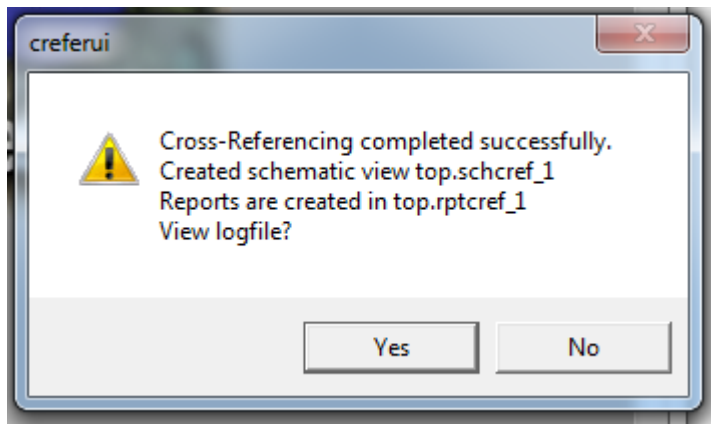 creferui
Cross-Referencing completed successfully.
Created schematic view top.schcref_1
Reports are created in top.rptcref_1
View logfile?
Yes
No